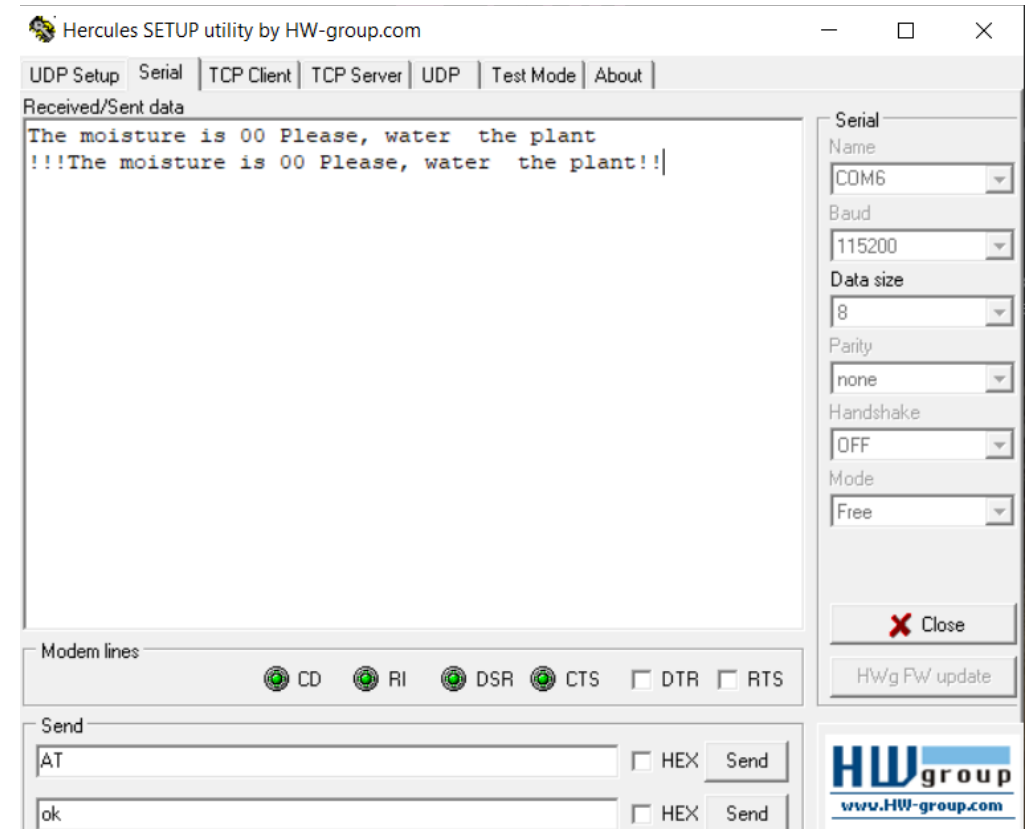 Hercules SETUP utility by HW-group.com
UDP Setup Serial TCP Client TCP Server UDP Test Mode About
Received/Sent data
The moisture is 00 Please, water  the plant
!!!The moisture is 00 Please, water  the plant!!
Serial
Name
COM6
Baud
115200
Data size
8
Parity
none
Handshake
OFF
Mode
Free
Close
HWg FW update
Modem lines
CD RI DSR CTS DTR RTS
Send
AT HEX Send
ok HEX Send
HW group
www.HW-group.com